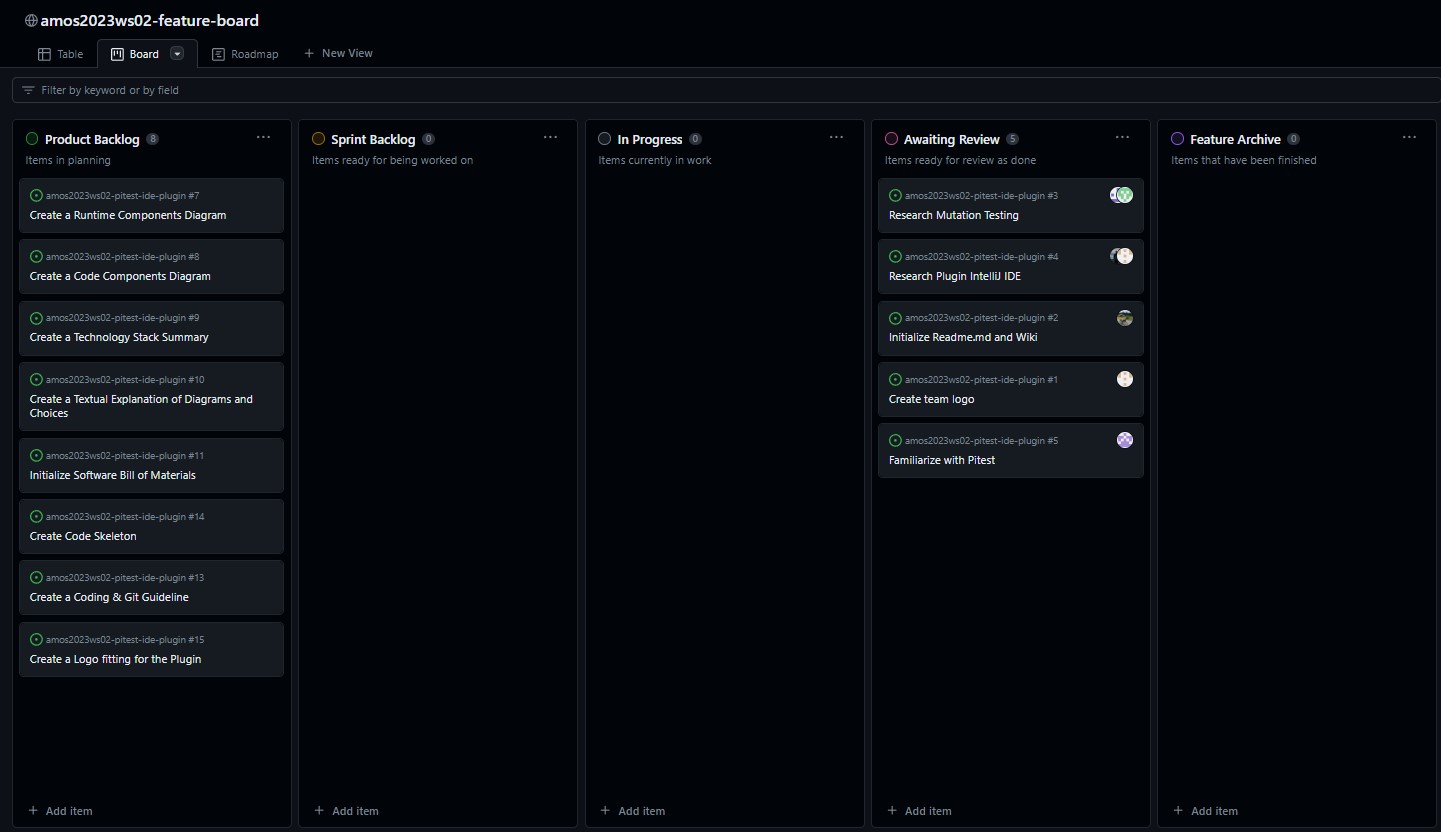 amos2023ws02-feature-board
Table
Board
Roadmap
+ New View
Filter by keyword or by field
Product Backlog 8
Items in planning
amos2023ws02-pitest-ide-plugin #7
Create a Runtime Components Diagram
amos2023ws02-pitest-ide-plugin #8
Create a Code Components Diagram
amos2023ws02-pitest-ide-plugin #9
Create a Technology Stack Summary
amos2023ws02-pitest-ide-plugin #10
Create a Textual Explanation of Diagrams and
Choices
amos2023ws02-pitest-ide-plugin #11
Initialize Software Bill of Materials
amos2023ws02-pitest-ide-plugin #14
Create Code Skeleton
amos2023ws02-pitest-ide-plugin #13
Create a Coding & Git Guideline
amos2023ws02-pitest-ide-plugin #15
Create a Logo fitting for the Plugin
+ Add item
Sprint Backlog 0
Items ready for being worked on
+ Add item
In Progress 0
Items currently in work
+ Add item
Awaiting Review 5
Items ready for review as done
amos2023ws02-pitest-ide-plugin #3
Research Mutation Testing
amos2023ws02-pitest-ide-plugin #4
Research Plugin IntelliJ IDE
amos2023ws02-pitest-ide-plugin #2
Initialize Readme.md and Wiki
amos2023ws02-pitest-ide-plugin #1
Create team logo
amos2023ws02-pitest-ide-plugin #5
Familiarize with Pitest
+ Add item
Feature Archive 0
Items that have been finished
+ Add item